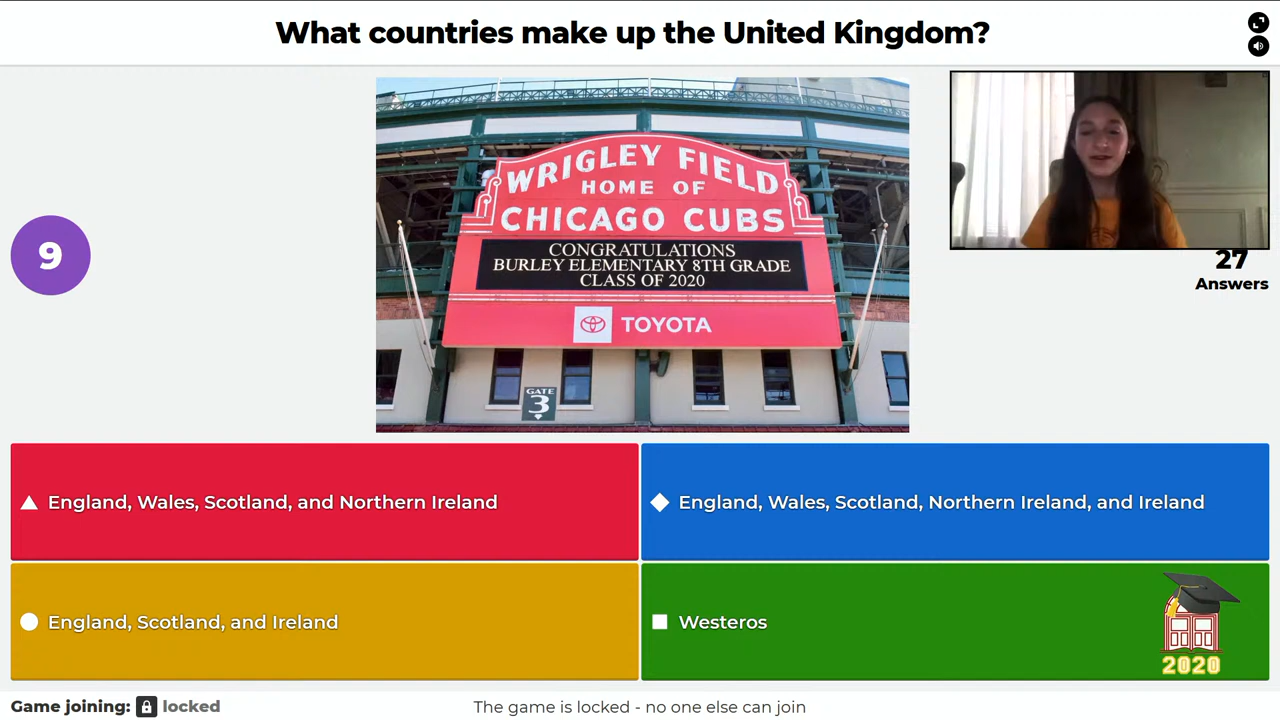 What countries make up the United Kingdom?
WRIGLEY FIELD
HOME OF
CHICAGO CUBS
CONGRATULATIONS
BURLEY ELEMENTARY 8TH GRADE
CLASS OF 2020
TOYOTA
GATE
3
9
27
Answers
England, Wales, Scotland, and Northern Ireland
England, Wales, Scotland, Northern Ireland, and Ireland
England, Scotland, and Ireland
Westeros
2020
Game joining: locked
The game is locked - no one else can join